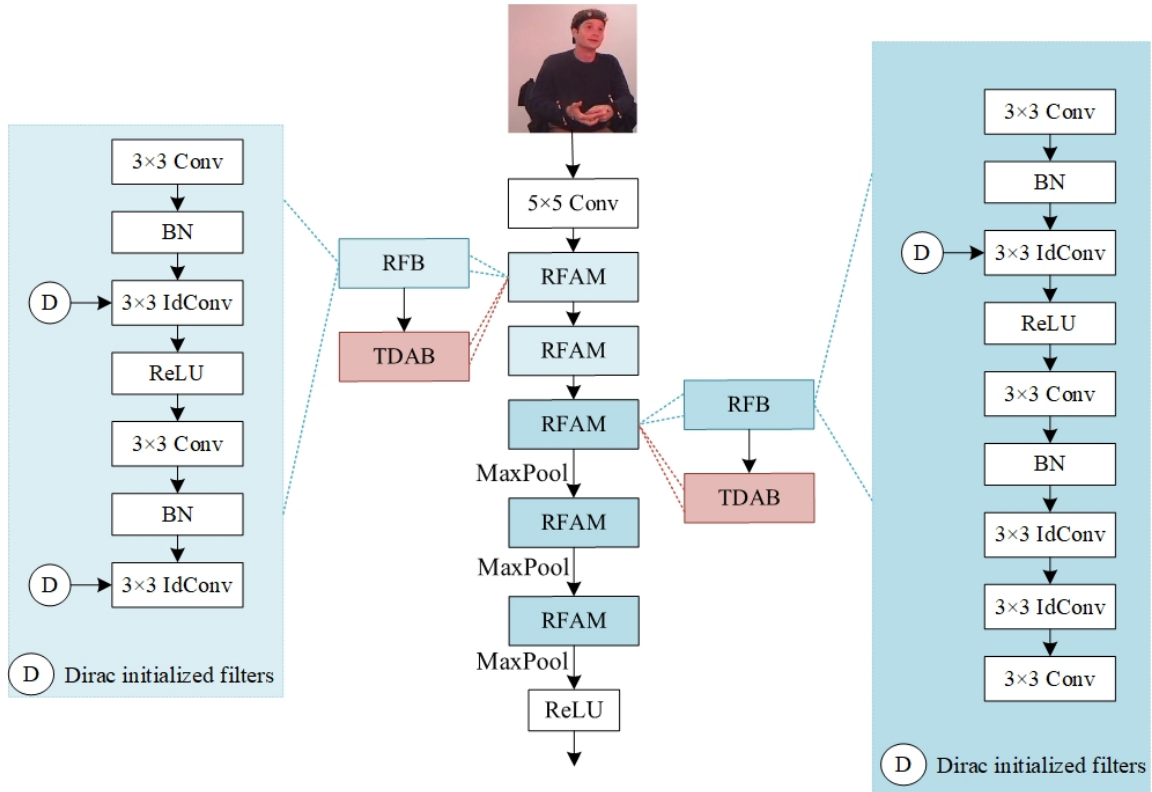 3×3 Conv
BN
D
3×3 IdConv
ReLU
3×3 Conv
BN
D
3×3 IdConv
D
Dirac initialized filters
RFB
TDAB
5×5 Conv
RFAM
RFAM
RFAM
MaxPool
RFAM
MaxPool
RFAM
MaxPool
ReLU
RFB
TDAB
3×3 Conv
BN
D
3×3 IdConv
ReLU
3×3 Conv
BN
3×3 IdConv
3×3 IdConv
3×3 Conv
D
Dirac initialized filters